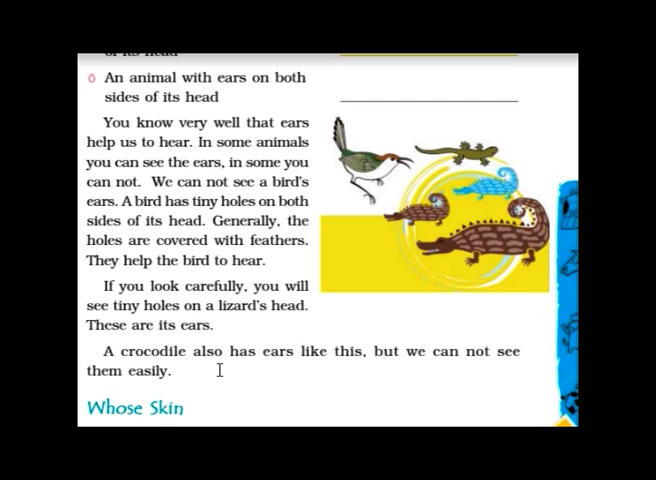 ö An animal with ears on both
sides of its head
You know very well that ears
help us to hear. In some animals
you can see the ears, in some you
can not. We can not see a bird's
ears. A bird has tiny holes on both
sides of its head. Generally, the
holes are covered with feathers.
They help the bird to hear.
If you look carefully, you will
see tiny holes on a lizard's head.
These are its ears.
A crocodile also has ears like this, but we can not see
them easily.
Whose Skin